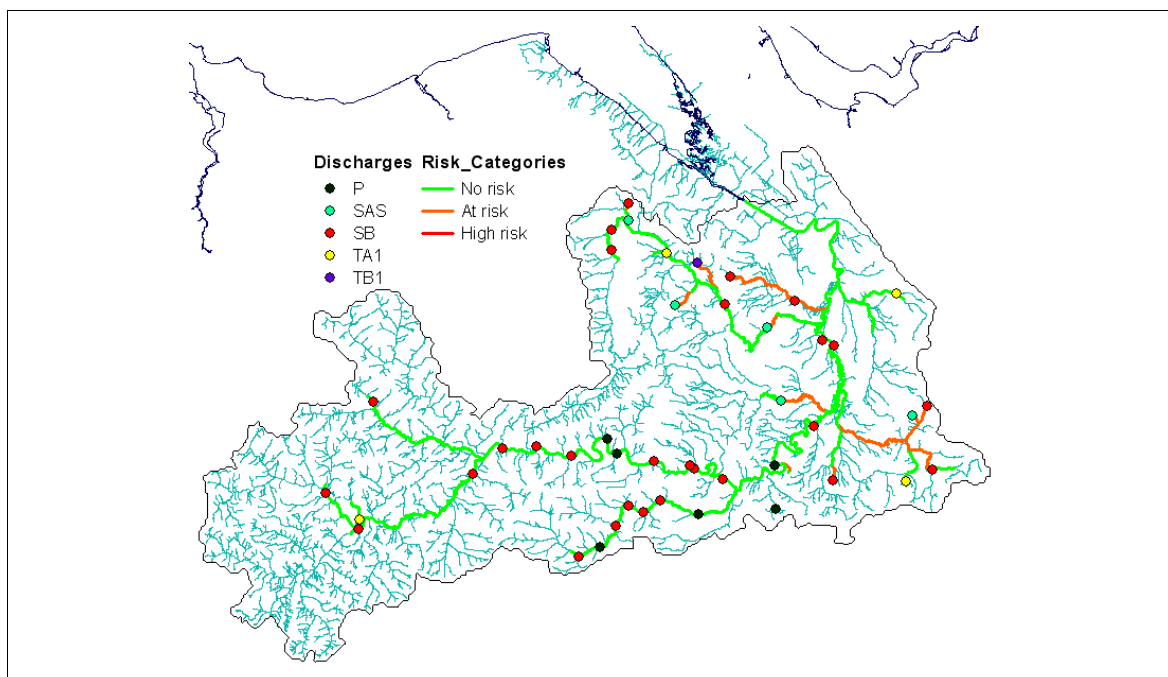 Discharges Risk_Categories
P No risk
SAS At risk
SB High risk
TA1
TB1